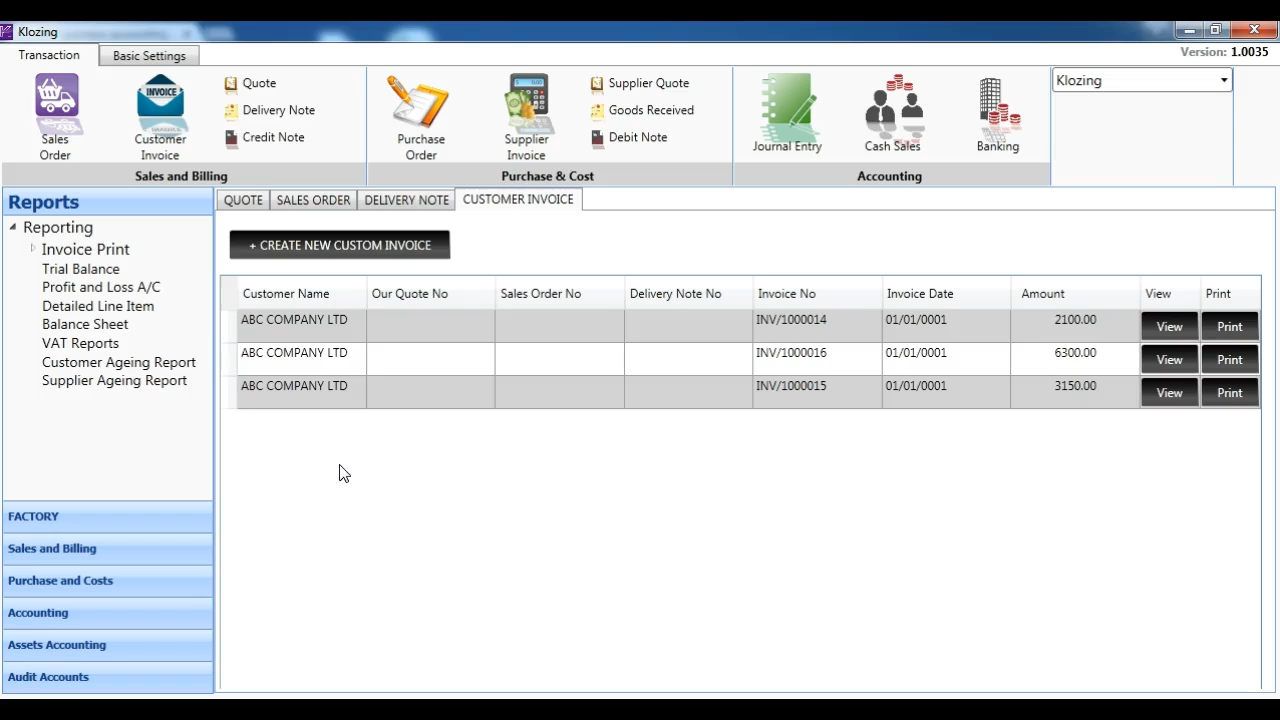 Klozing
Transaction
Basic Settings
Version: 1.0035
Sales
Order
INVOICE
Customer
Invoice
Quote
Delivery Note
Credit Note
Sales and Billing
Purchase
Order
Supplier
Invoice
Supplier Quote
Goods Received
Debit Note
Purchase & Cost
Journal Entry
Cash Sales
Banking
Accounting
Klozing
Reports
Reporting
Invoice Print
Trial Balance
Profit and Loss A/C
Detailed Line Item
Balance Sheet
VAT Reports
Customer Ageing Report
Supplier Ageing Report
FACTORY
Sales and Billing
Purchase and Costs
Accounting
Assets Accounting
Audit Accounts
QUOTE SALES ORDER DELIVERY NOTE CUSTOMER INVOICE
+ CREATE NEW CUSTOM INVOICE
Customer Name Our Quote No Sales Order No Delivery Note No Invoice No Invoice Date Amount View Print
ABC COMPANY LTD INV/1000014 01/01/0001 2100.00 View Print
ABC COMPANY LTD INV/1000016 01/01/0001 6300.00 View Print
ABC COMPANY LTD INV/1000015 01/01/0001 3150.00 View Print